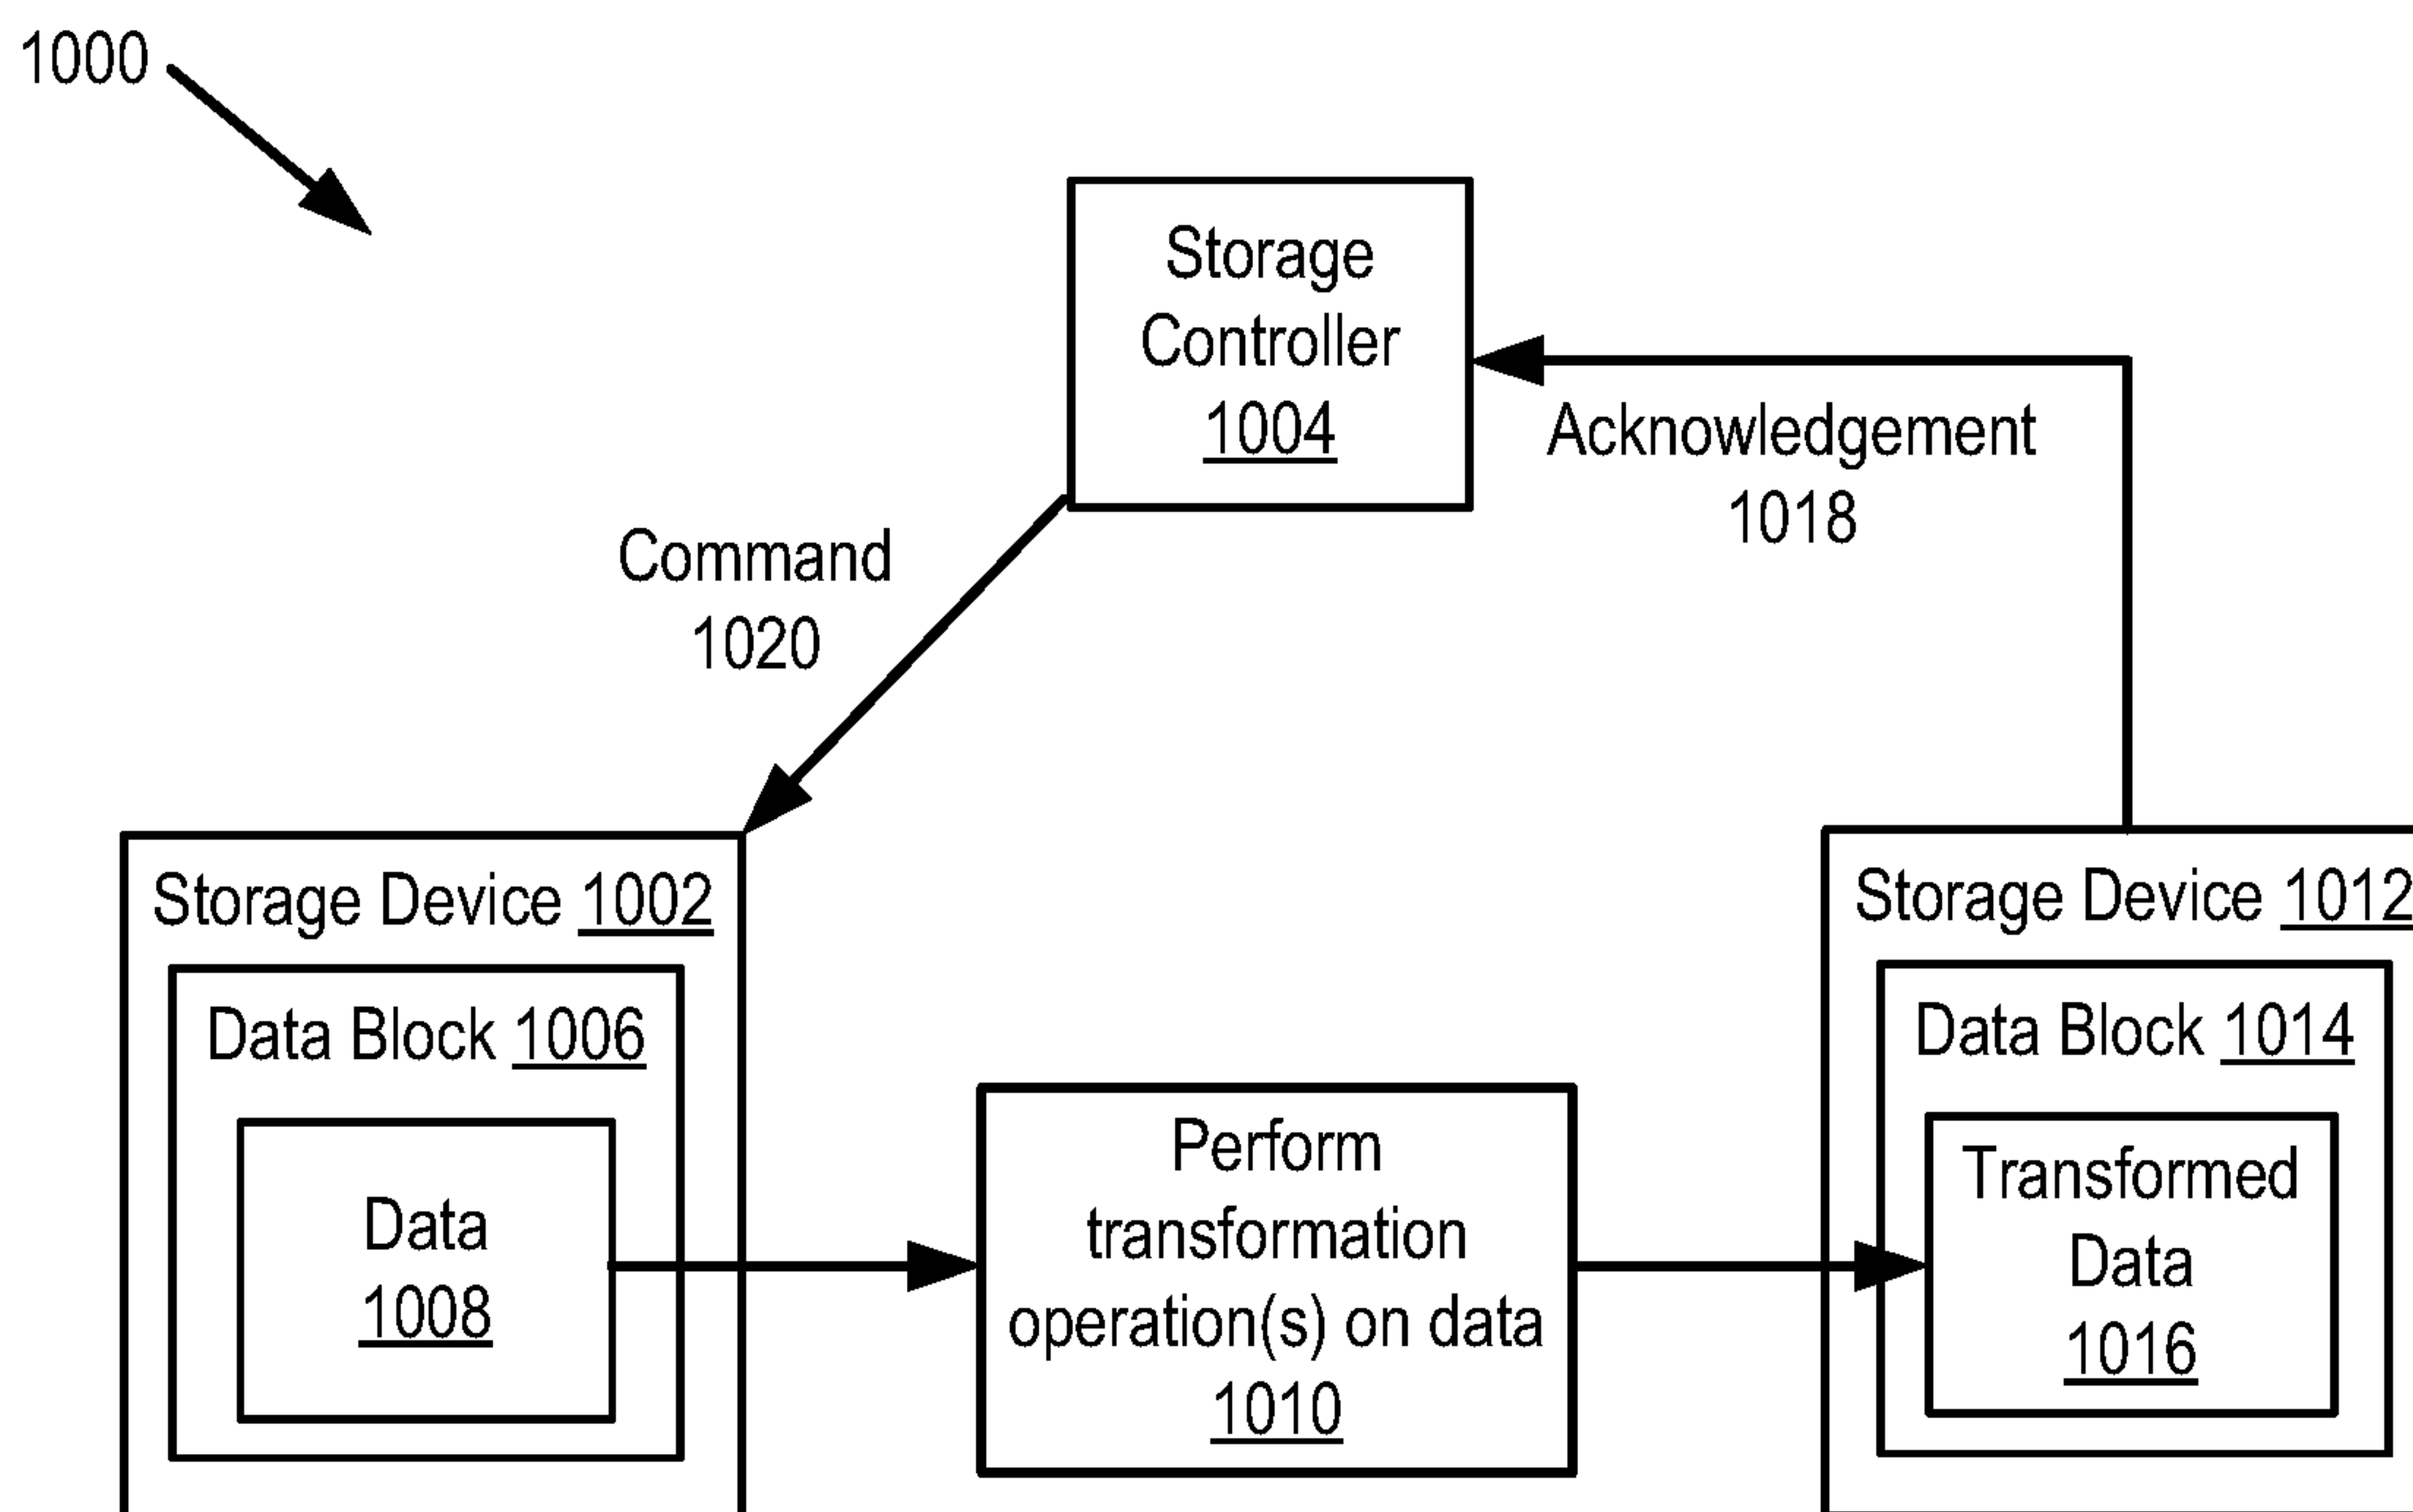 1000
Storage
Controller
1004
Acknowledgement
1018
Command
1020
Storage Device 1002
Data Block 1006
Data
1008
Perform
transformation
operation(s) on data
1010
Storage Device 1012
Data Block 1014
Transformed
Data
1016